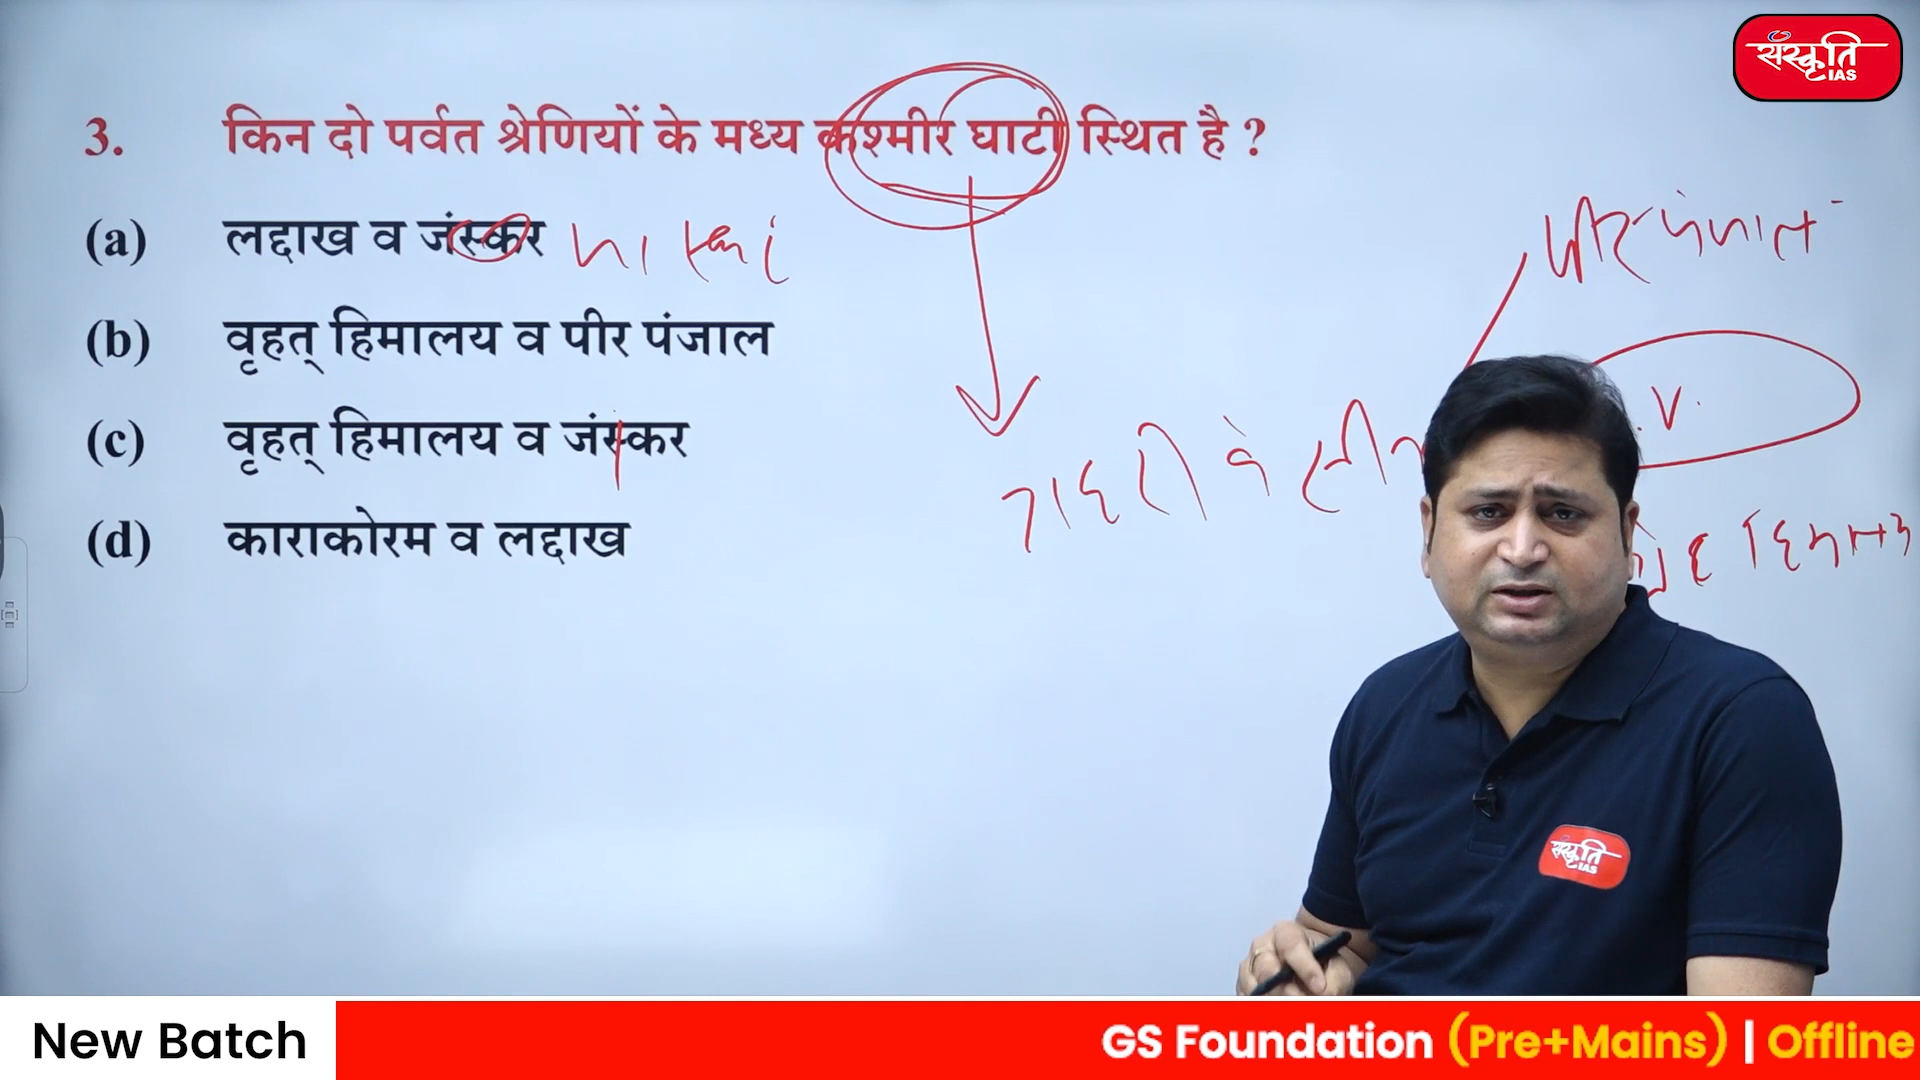 संस्कृति
IAS
3. किन दो पर्वत श्रेणियों के मध्य कश्मीर घाटी स्थित है ?
(a) लद्दाख व जंस्कर
पीर पंजाल
(b) वृहत् हिमालय व पीर पंजाल
V.
(c) वृहत् हिमालय व जंस्कर
(d) काराकोरम व लद्दाख
संस्कृति
IAS
New Batch
GS Foundation (Pre+Mains) | Offline